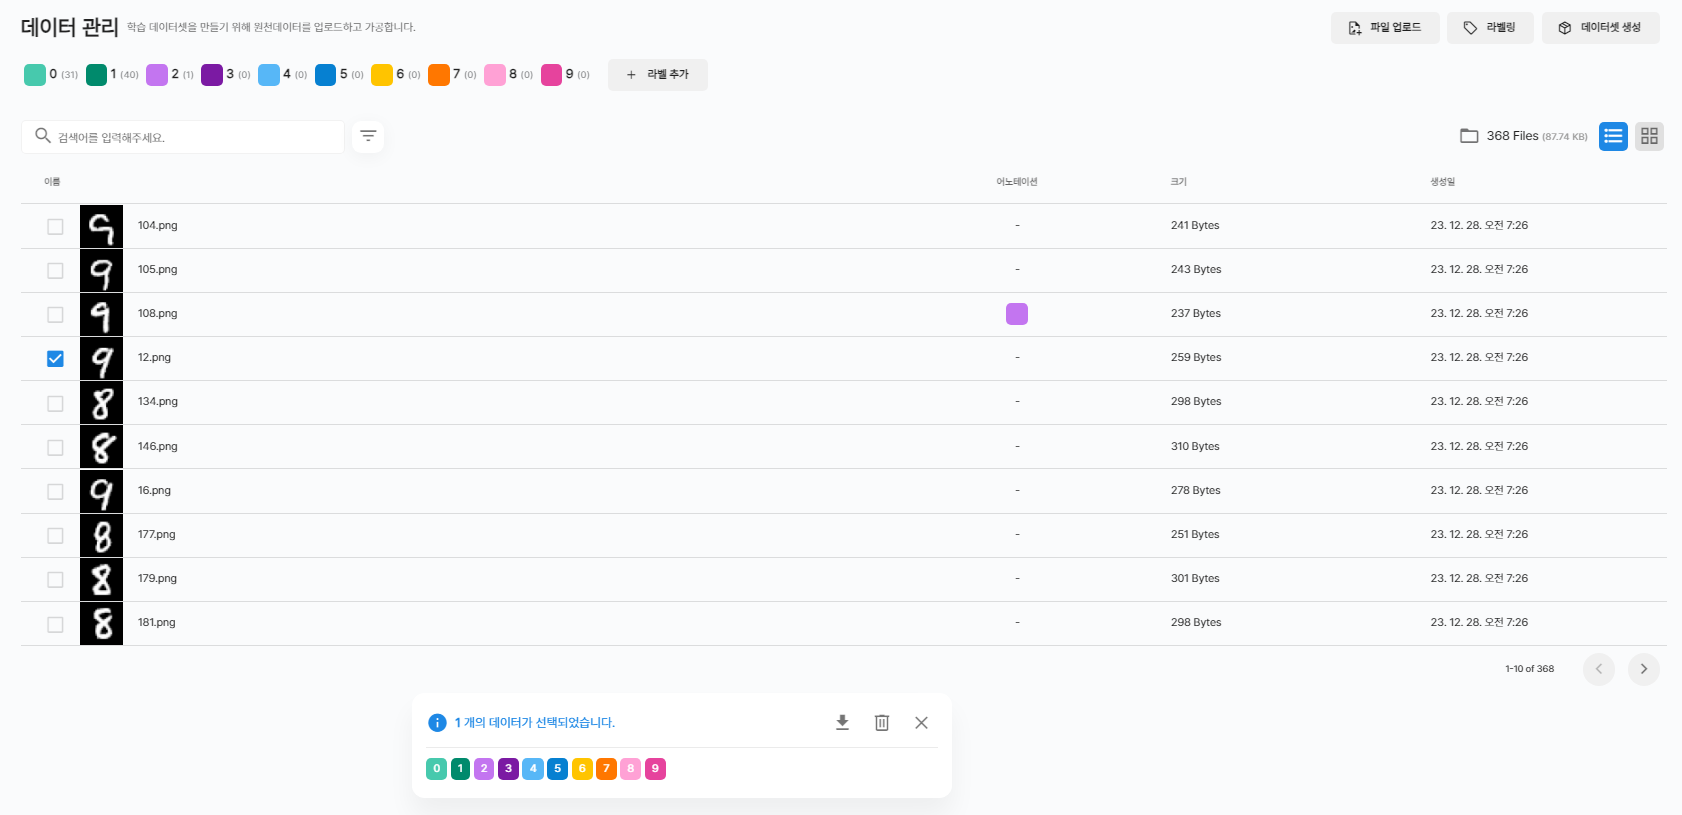 데이터 관리 학습 데이터셋을 만들기 위해 원천데이터를 업로드하고 가공합니다. 파일 업로드 라벨링 데이터셋 생성
0 (31) 1 (40) 2 (1) 3 (0) 4 (0) 5 (0) 6 (0) 7 (0) 8 (0) 9 (0) + 라벨 추가
검색어를 입력해주세요. 368 Files (87.74 KB)
이름 어노테이션 크기 생성일
9 104.png - 241 Bytes 23. 12. 28. 오전 7:26
9 105.png - 243 Bytes 23. 12. 28. 오전 7:26
9 108.png 237 Bytes 23. 12. 28. 오전 7:26
9 12.png - 259 Bytes 23. 12. 28. 오전 7:26
8 134.png - 298 Bytes 23. 12. 28. 오전 7:26
8 146.png - 310 Bytes 23. 12. 28. 오전 7:26
9 16.png - 278 Bytes 23. 12. 28. 오전 7:26
8 177.png - 251 Bytes 23. 12. 28. 오전 7:26
8 179.png - 301 Bytes 23. 12. 28. 오전 7:26
8 181.png - 298 Bytes 23. 12. 28. 오전 7:26
1-10 of 368
1 개의 데이터가 선택되었습니다.
0 1 2 3 4 5 6 7 8 9